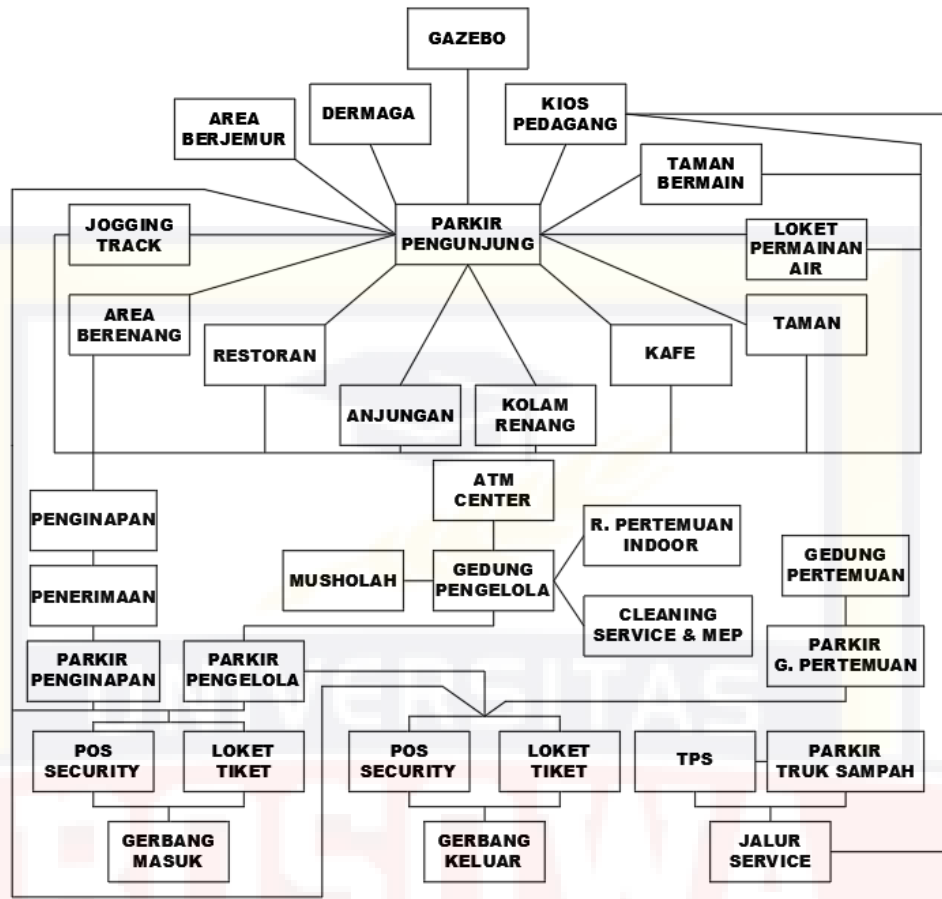 GAZEBO
AREA
BERJEMUR
DERMAGA
KIOS
PEDAGANG
TAMAN
BERMAIN
JOGGING
TRACK
PARKIR
PENGUNJUNG
LOKET
PERMAINAN
AIR
AREA
BERENANG
RESTORAN
ANJUNGAN
KOLAM
RENANG
KAFE
TAMAN
ATM
CENTER
PENGINAPAN
R. PERTEMUAN
INDOOR
GEDUNG
PERTEMUAN
MUSHOLAH
GEDUNG
PENGELOLA
PENERIMAAN
CLEANING
SERVICE & MEP
PARKIR
PENGINAPAN
PARKIR
PENGELOLA
PARKIR
G. PERTEMUAN
UNIVERSITAS
POS
SECURITY
LOKET
TIKET
POS
SECURITY
LOKET
TIKET
TPS
PARKIR
TRUK SAMPAH
GERBANG
MASUK
GERBANG
KELUAR
JALUR
SERVICE